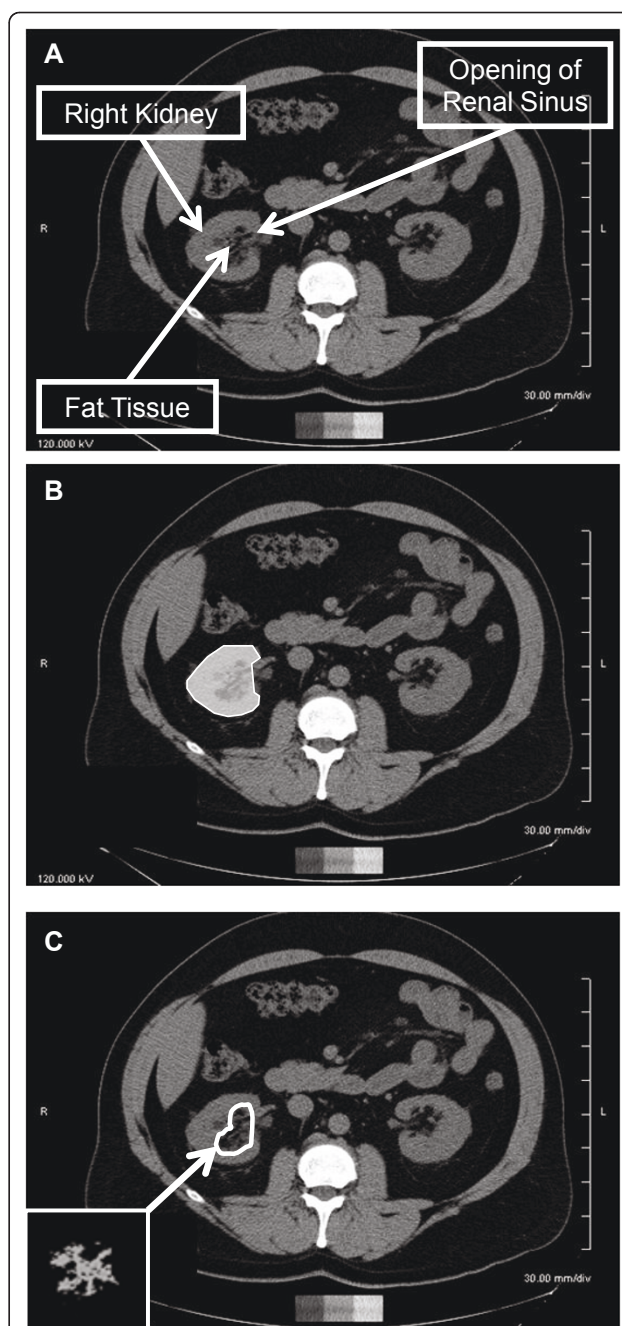 A
Right Kidney
Opening of
Renal Sinus
R
L
Fat Tissue
30.00 mm/div
120.000 kV
B
R
L
30.00 mm/div
120.000 kV
C
R
L
30.00 mm/div